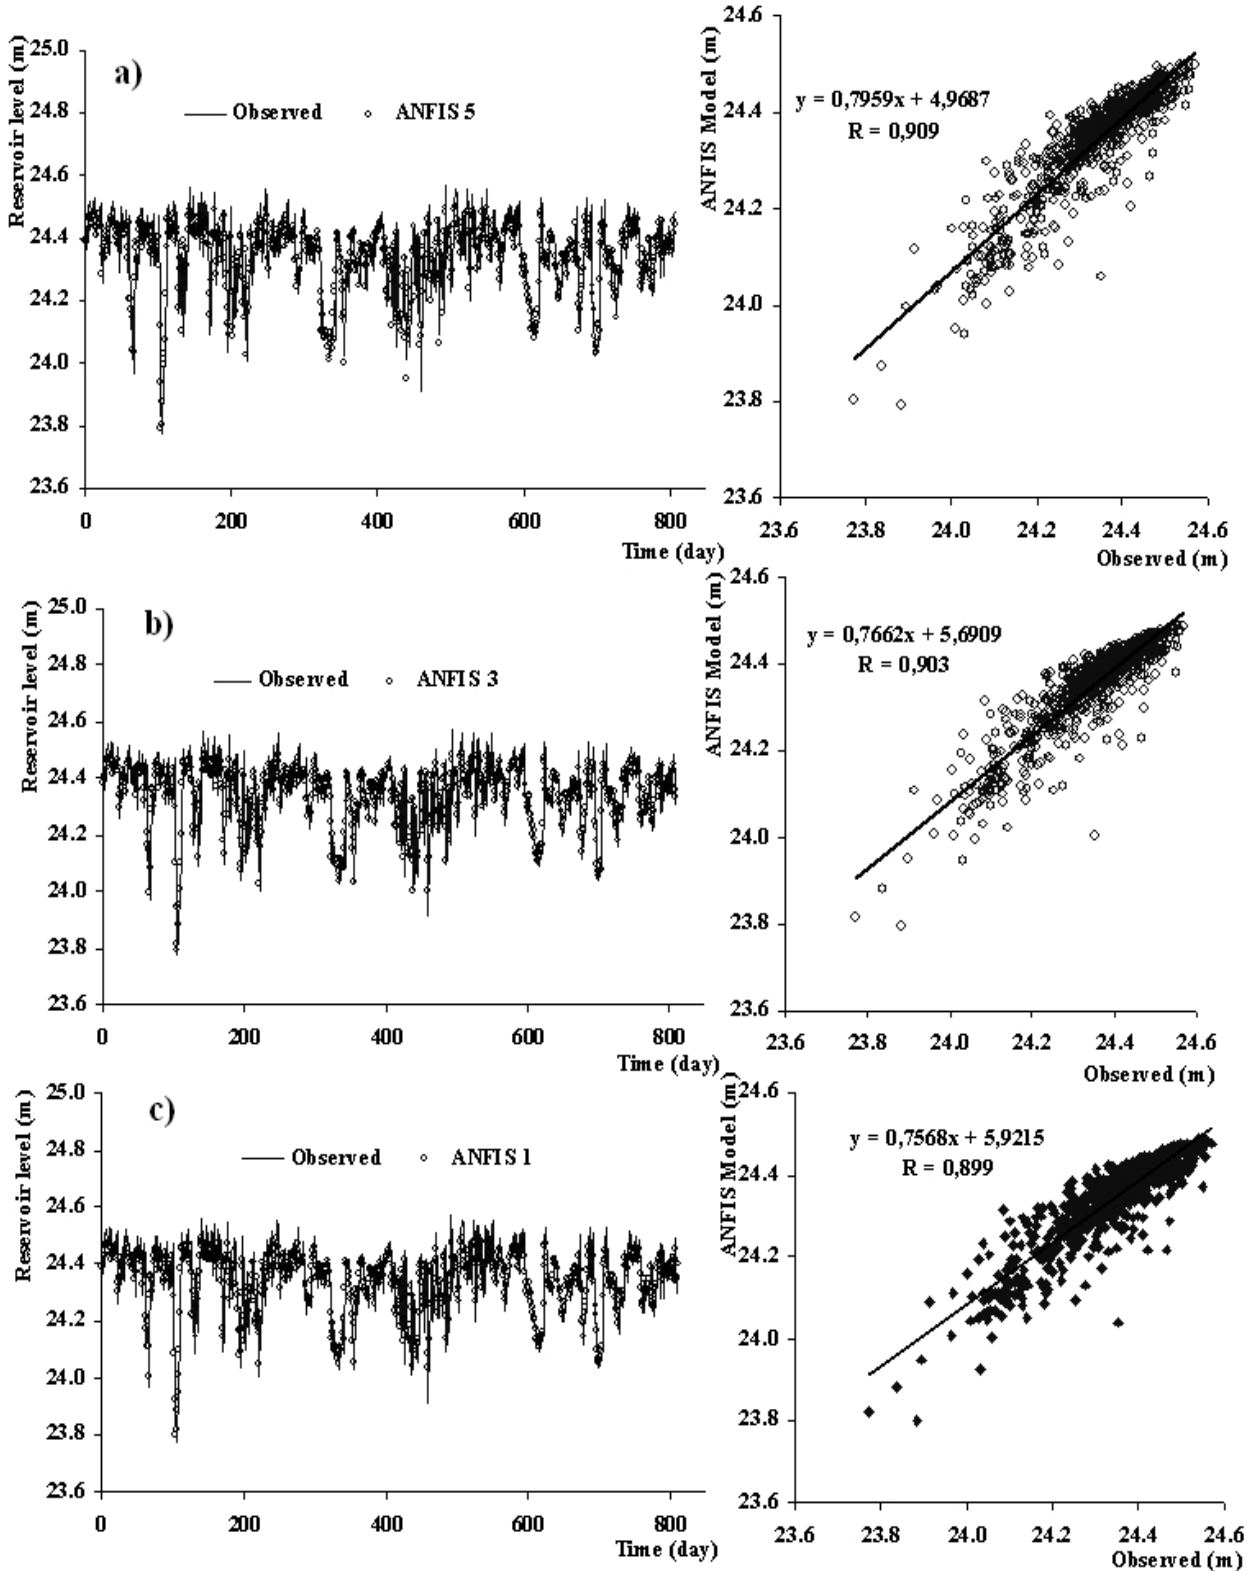 a)
Reservoir level (m)
25.0
24.8
24.6
24.4
24.2
24.0
23.8
23.6
Observed ANFIS 5
0 200 400 600 800
Time (day)
ANFIS Model (m)
24.6
24.4
24.2
24.0
23.8
23.6
y = 0,7959x + 4,9687
R = 0,909
23.6 23.8 24.0 24.2 24.4 24.6
Observed (m)
b)
Reservoir level (m)
25.0
24.8
24.6
24.4
24.2
24.0
23.8
23.6
Observed ANFIS 3
0 200 400 600 800
Time (day)
ANFIS Model (m)
24.6
24.4
24.2
24.0
23.8
23.6
y = 0,7662x + 5,6909
R = 0,903
23.6 23.8 24.0 24.2 24.4 24.6
Observed (m)
c)
Reservoir level (m)
25.0
24.8
24.6
24.4
24.2
24.0
23.8
23.6
Observed ANFIS 1
0 200 400 600 800
Time (day)
ANFIS Model (m)
24.6
24.4
24.2
24.0
23.8
23.6
y = 0,7568x + 5,9215
R = 0,899
23.6 23.8 24.0 24.2 24.4 24.6
Observed (m)